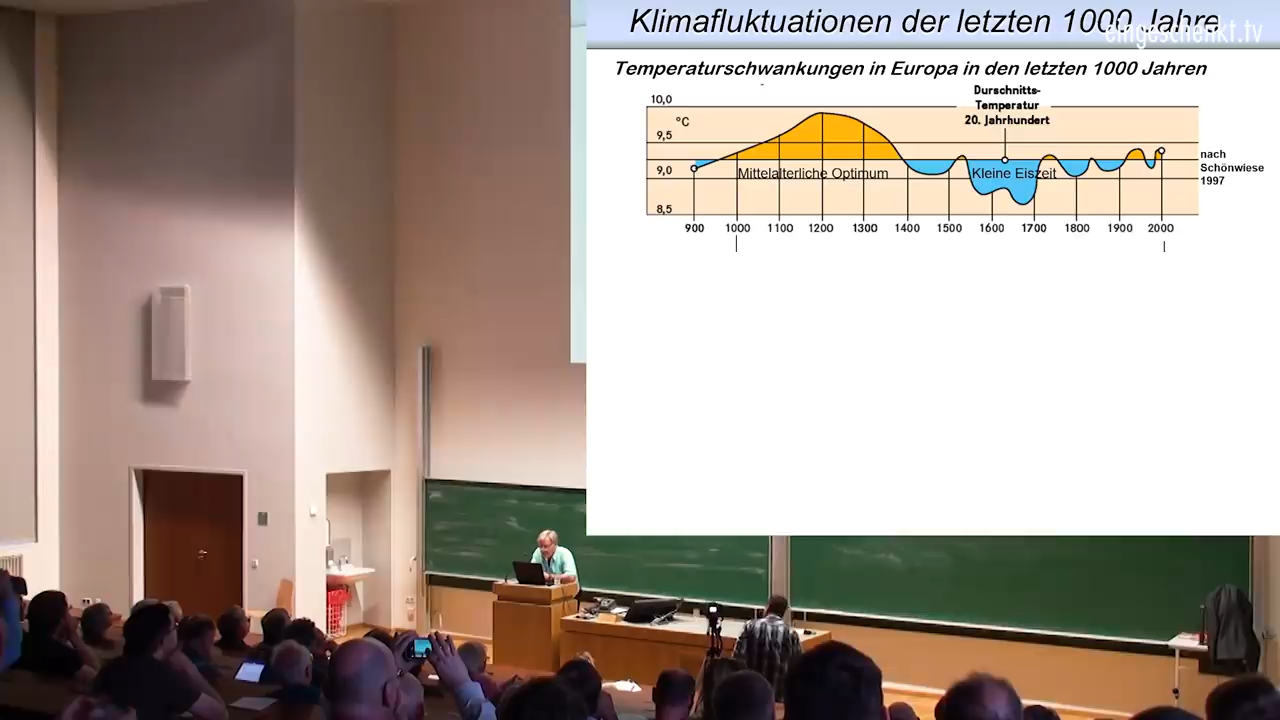 Klimafluktuationen der letzten 1000 Jahre
eingeschenkt.tv
Temperaturschwankungen in Europa in den letzten 1000 Jahren
Durschnitts-
Temperatur
20. Jahrhundert
10,0
°C
9,5
9,0
8,5
Mittelalterliche Optimum
Kleine Eiszeit
nach
Schönwiese
1997
900 1000 1100 1200 1300 1400 1500 1600 1700 1800 1900 2000